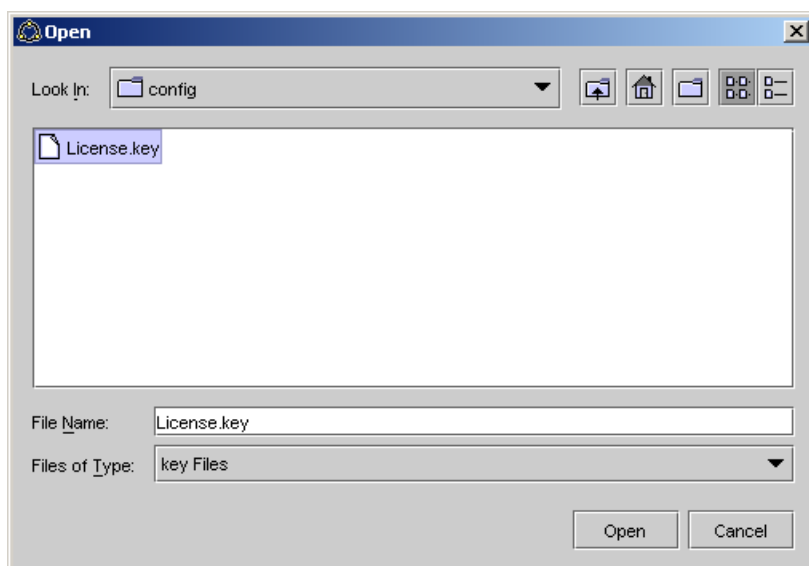 Open
Look In: config
License.key
File Name: License.key
Files of Type: key Files
Open Cancel